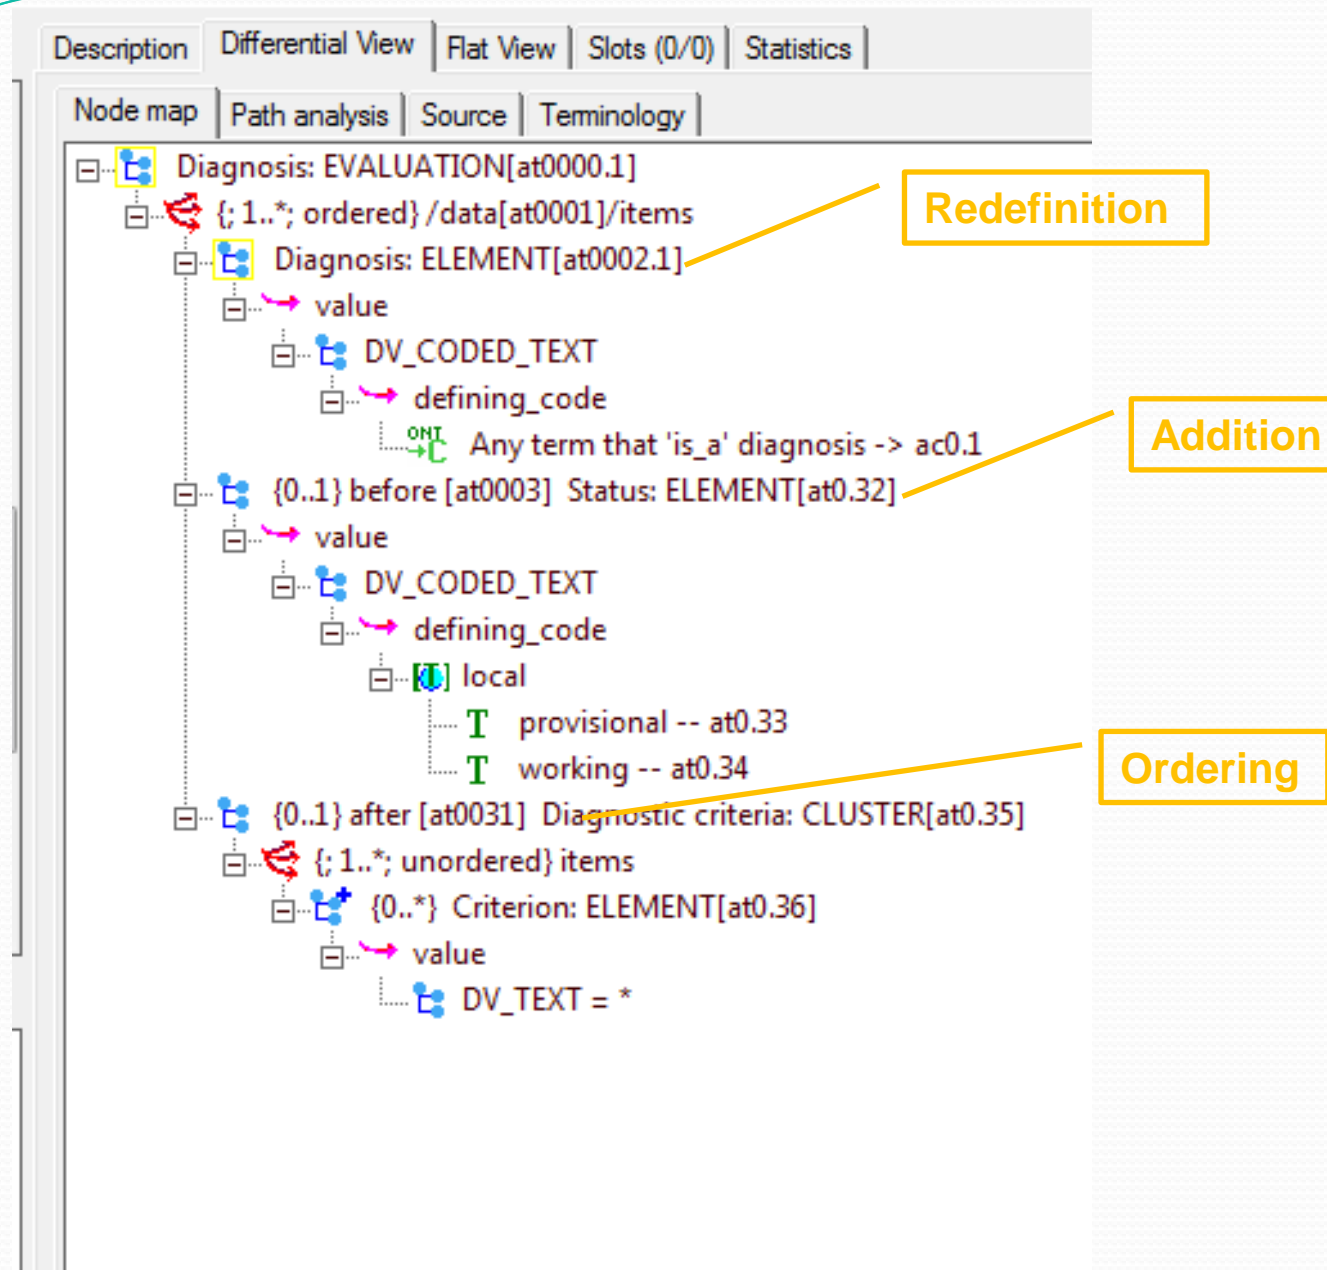 Description Differential View Flat View Slots (0/0) Statistics
Node map Path analysis Source Terminology
Diagnosis: EVALUATION[at0000.1]
{; 1..*; ordered} /data[at0001]/items
Redefinition
Diagnosis: ELEMENT[at0002.1]
value
DV_CODED_TEXT
defining_code
Addition
ONT C Any term that 'is_a' diagnosis -> ac0.1
{0..1} before [at0003] Status: ELEMENT[at0.32]
value
DV_CODED_TEXT
defining_code
[T] local
T provisional -- at0.33
T working -- at0.34
Ordering
{0..1} after [at0031] Diagnostic criteria: CLUSTER[at0.35]
{; 1..*; unordered} items
{0..*} Criterion: ELEMENT[at0.36]
value
DV_TEXT = *